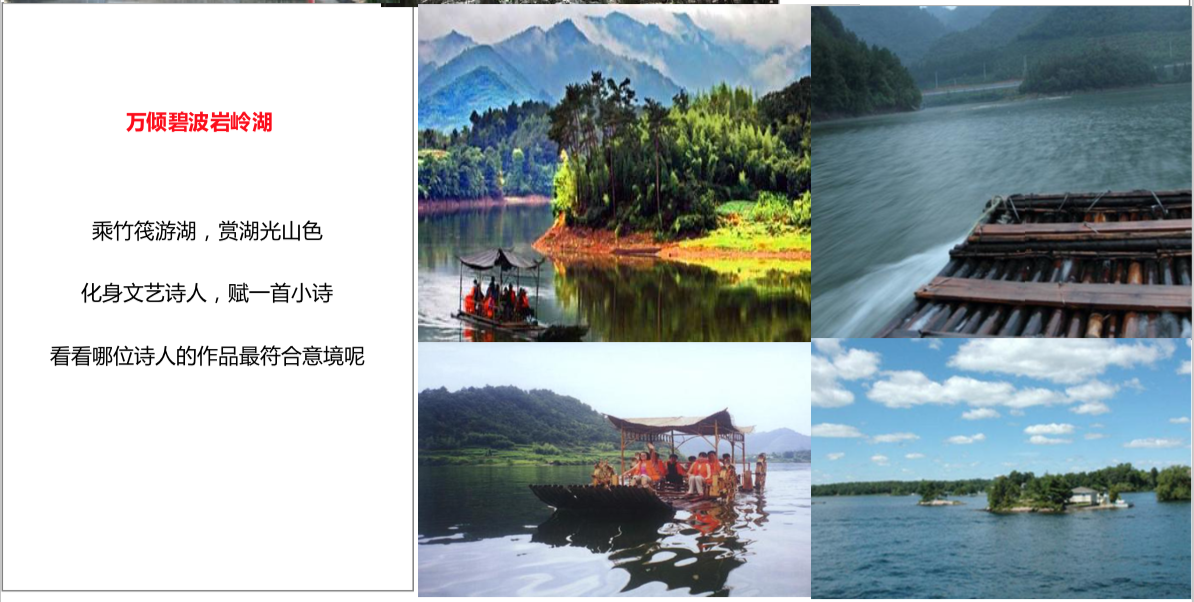 万倾碧波岩岭湖
乘竹筏游湖，赏湖光山色
化身文艺诗人，赋一首小诗
看看哪位诗人的作品最符合意境呢